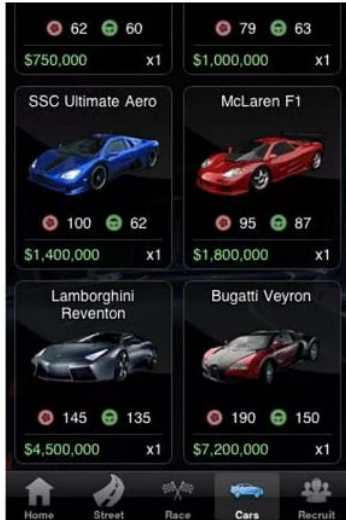 62 60
79 63
$750,000 x1
$1,000,000 x1
SSC Ultimate Aero
McLaren F1
100 62
95 87
$1,400,000 x1
$1,800,000 x1
Lamborghini
Reventon
Bugatti Veyron
145 135
190 150
$4,500,000 x1
$7,200,000 x1
Home Street Race Cars Recruit